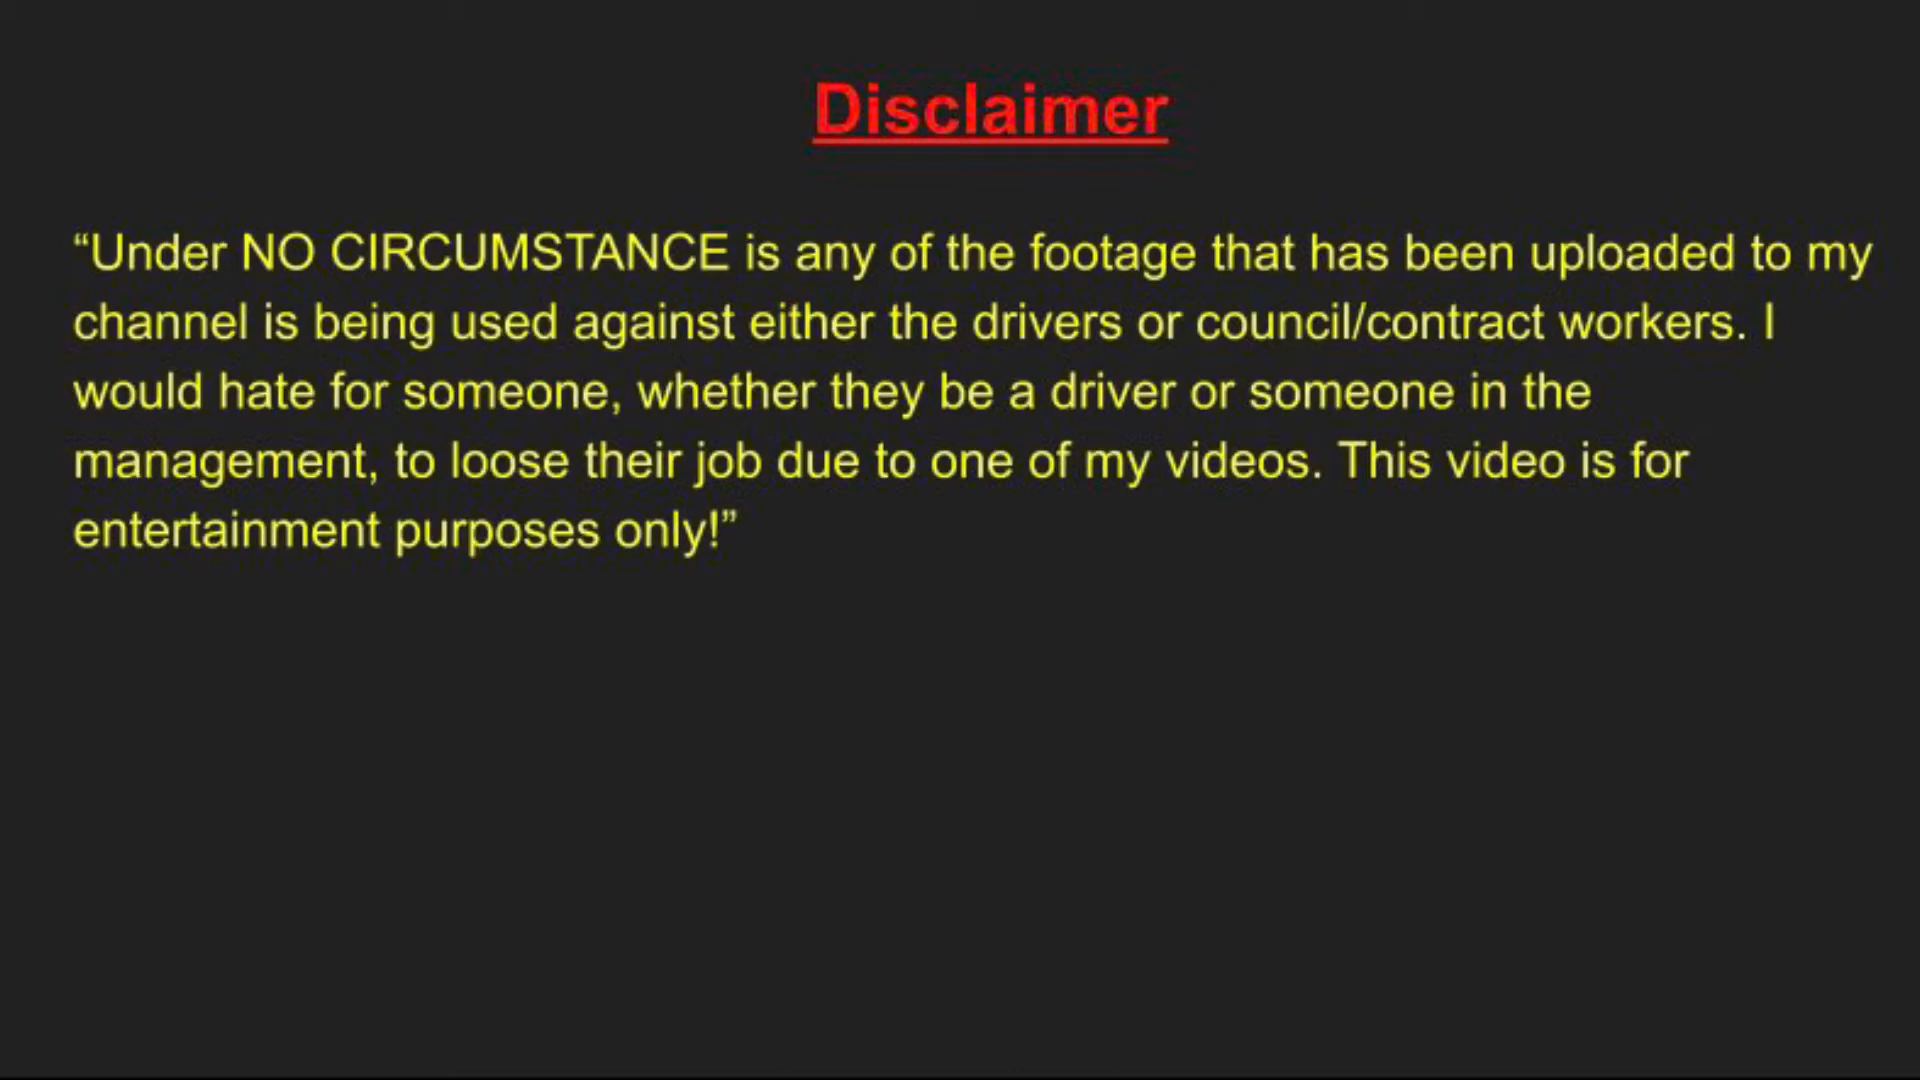 Disclaimer
“Under NO CIRCUMSTANCE is any of the footage that has been uploaded to my
channel is being used against either the drivers or council/contract workers. I
would hate for someone, whether they be a driver or someone in the
management, to loose their job due to one of my videos. This video is for
entertainment purposes only!”